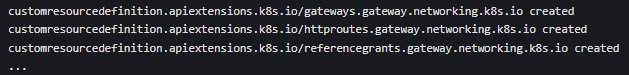 customresourcedefinition.apiextensions.k8s.io/gateways.gateway.networking.k8s.io created
customresourcedefinition.apiextensions.k8s.io/httproutes.gateway.networking.k8s.io created
customresourcedefinition.apiextensions.k8s.io/referencegrants.gateway.networking.k8s.io created
...